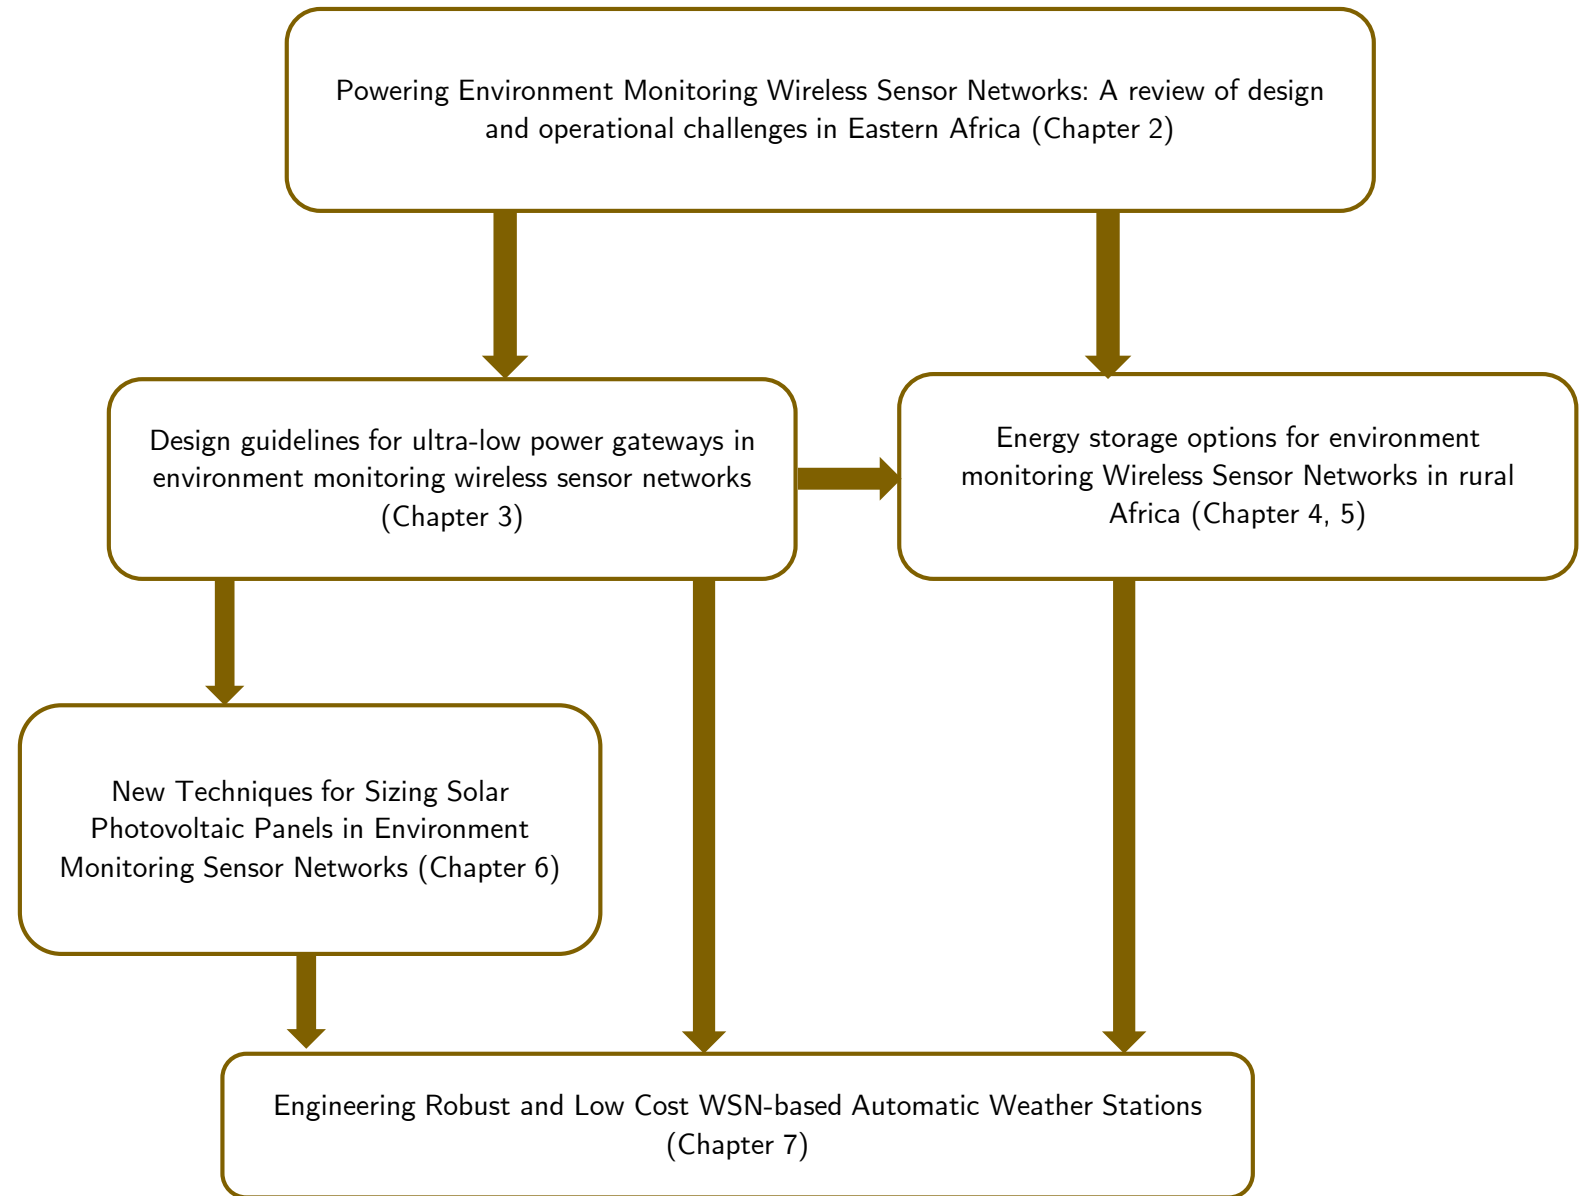 Powering Environment Monitoring Wireless Sensor Networks: A review of design
and operational challenges in Eastern Africa (Chapter 2)
Design guidelines for ultra-low power gateways in
environment monitoring wireless sensor networks
(Chapter 3)
Energy storage options for environment
monitoring Wireless Sensor Networks in rural
Africa (Chapter 4, 5)
New Techniques for Sizing Solar
Photovoltaic Panels in Environment
Monitoring Sensor Networks (Chapter 6)
Engineering Robust and Low Cost WSN-based Automatic Weather Stations
(Chapter 7)